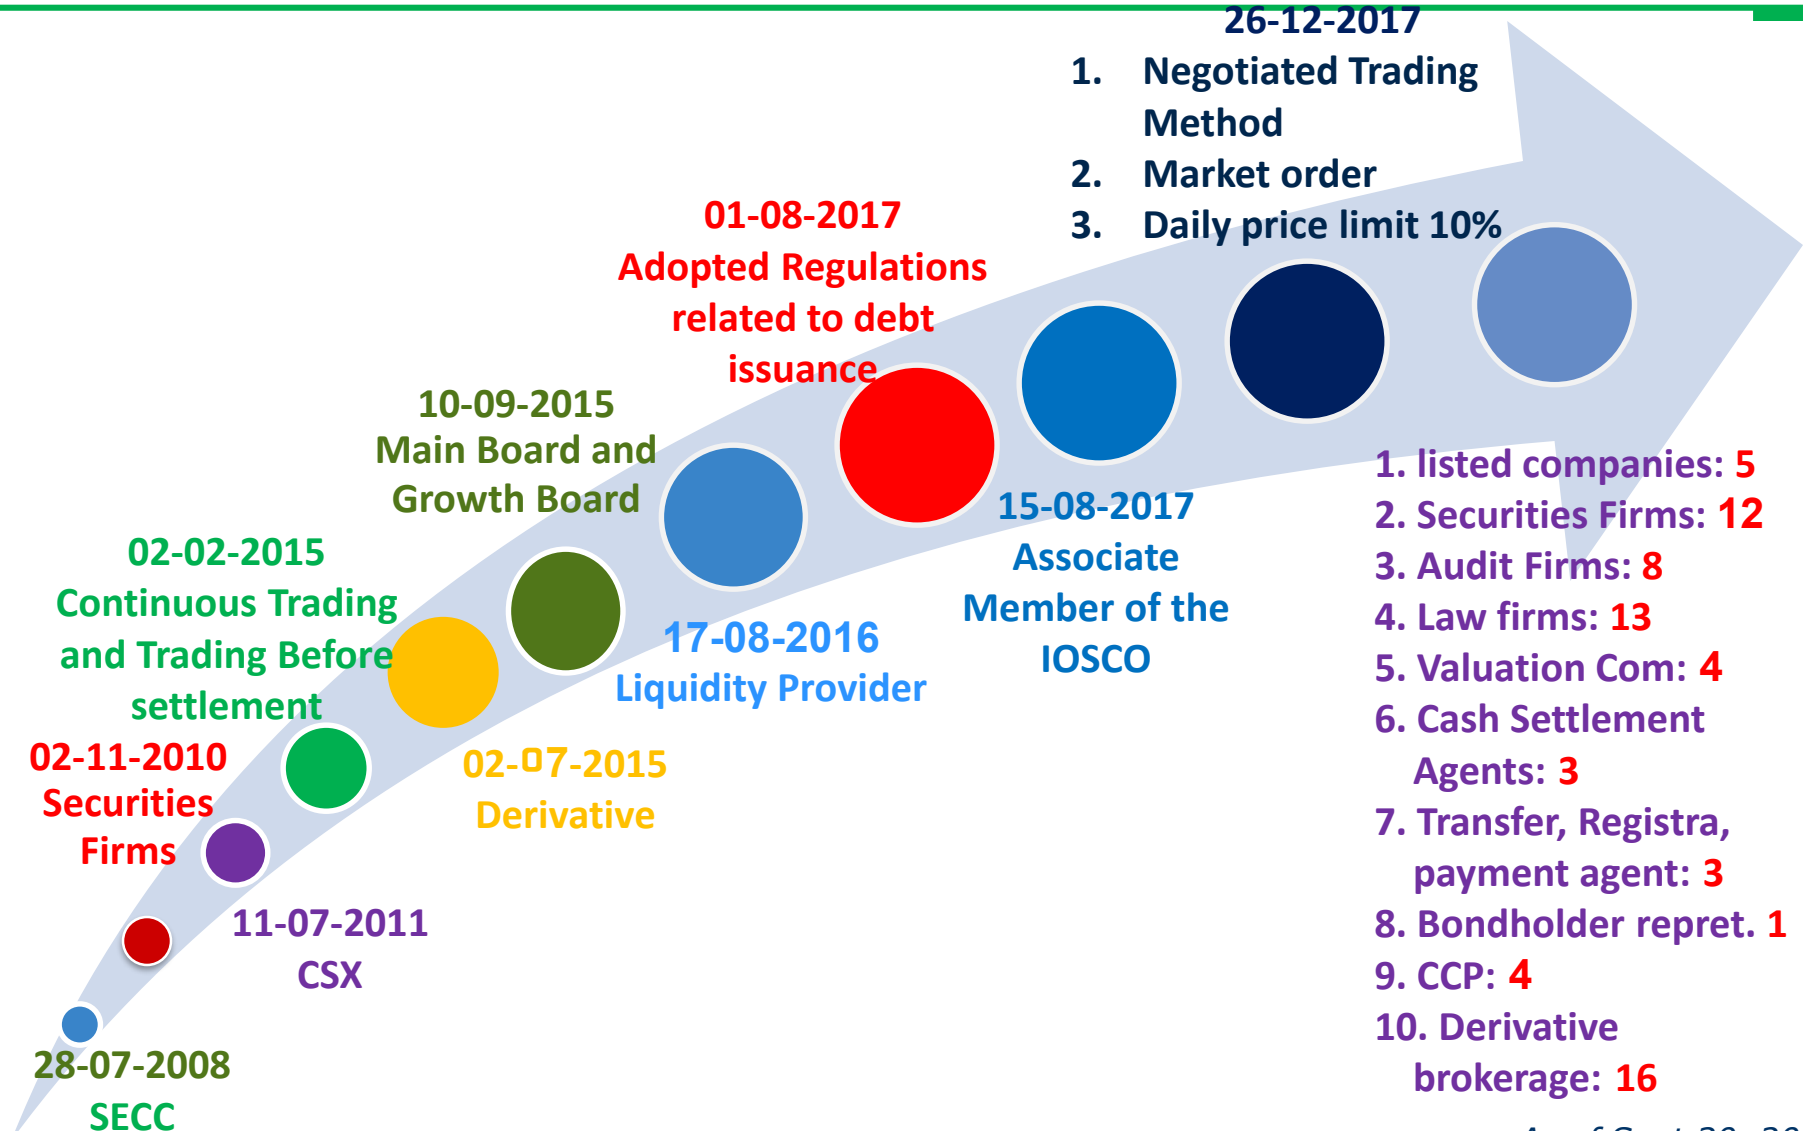 26-12-2017
1. Negotiated Trading
Method
2. Market order
3. Daily price limit 10%
01-08-2017
Adopted Regulations
related to debt
issuance
10-09-2015
Main Board and
Growth Board
02-02-2015
Continuous Trading
and Trading Before
settlement
02-11-2010
Securities
Firms
28-07-2008
SECC
11-07-2011
CSX
02-07-2015
Derivative
17-08-2016
Liquidity Provider
15-08-2017
Associate
Member of the
IOSCO
1. listed companies: 5
2. Securities Firms: 12
3. Audit Firms: 8
4. Law firms: 13
5. Valuation Com: 4
6. Cash Settlement
Agents: 3
7. Transfer, Registra,
payment agent: 3
8. Bondholder repret. 1
9. CCP: 4
10. Derivative
brokerage: 16